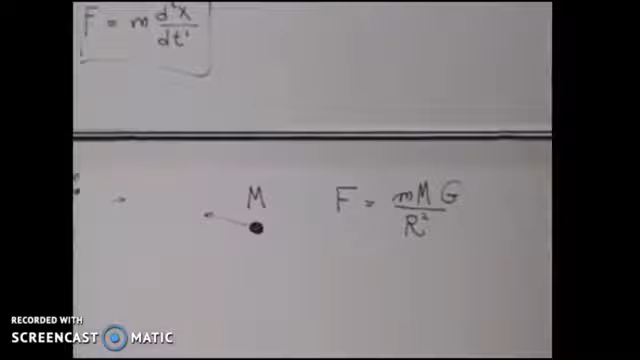 F = m d²x/dt²
M
F = mMG/R²
RECORDED WITH
SCREENCAST MATIC